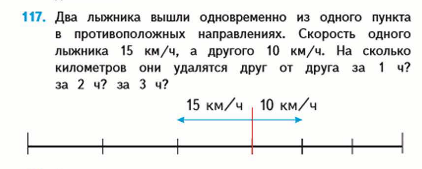 117. Два лыжника вышли одновременно из одного пункта
в противоположных направлениях. Скорость одного
лыжника 15 км/ч, а другого 10 км/ч. На сколько
километров они удалятся друг от друга за 1 ч?
за 2 ч? за 3 ч?
15 км/ч 10 км/ч